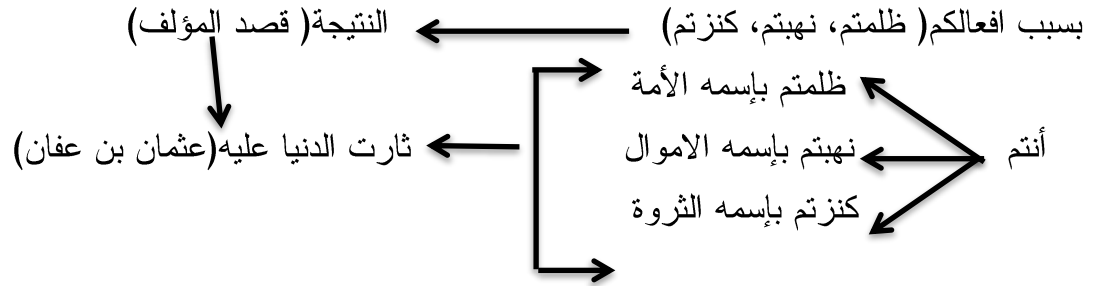 بسبب افعالكم( ظلمتم، نهبتم، كنزتم) النتيجة( قصد المؤلف)
ظلمتم بإسمه الأمة
أنتم نهبتم بإسمه الاموال ثارت الدنيا عليه(عثمان بن عفان)
كنزتم بإسمه الثروة